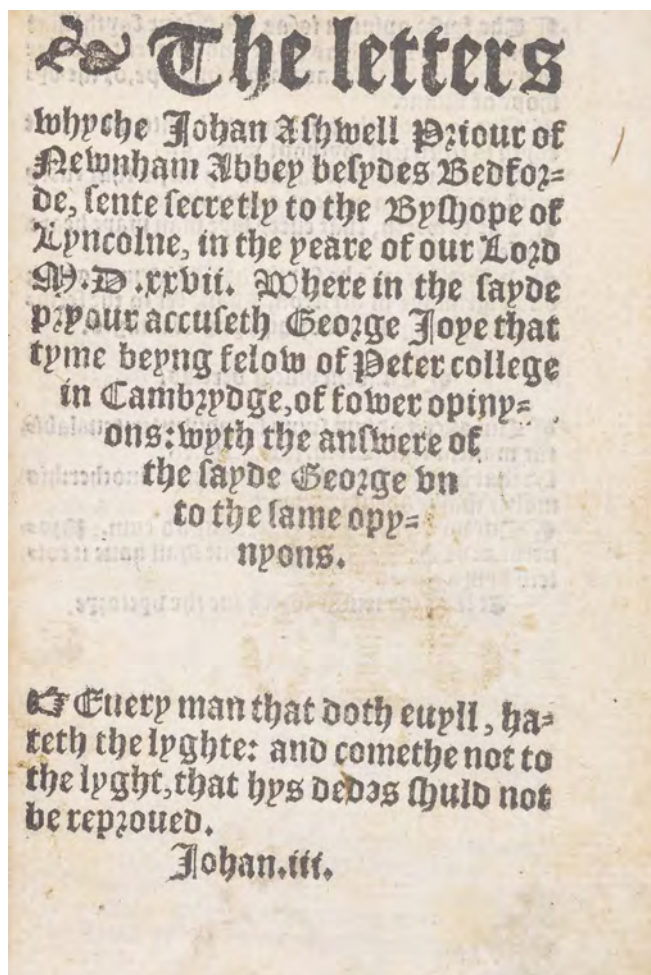 ❧ The letters
whyche Johan Ashwell Priour of
Newnham Abbey besydes Bedfor=
de, sente secretly to the Byshope of
Lyncolne, in the yeare of our Lord
M.D.xxvii. Where in the sayde
pryour accuseth George Joye that
tyme beyng felow of Peter college
in Cambrydge, of fower opiny=
ons: wyth the answere of
the sayde George vn
to the same opy=
nyons.
☞ Euery man that doth euyll, ha=
teth the lyghte: and comethe not to
the lyght, that hys dedes shuld not
be reproued.
Johan.iii.